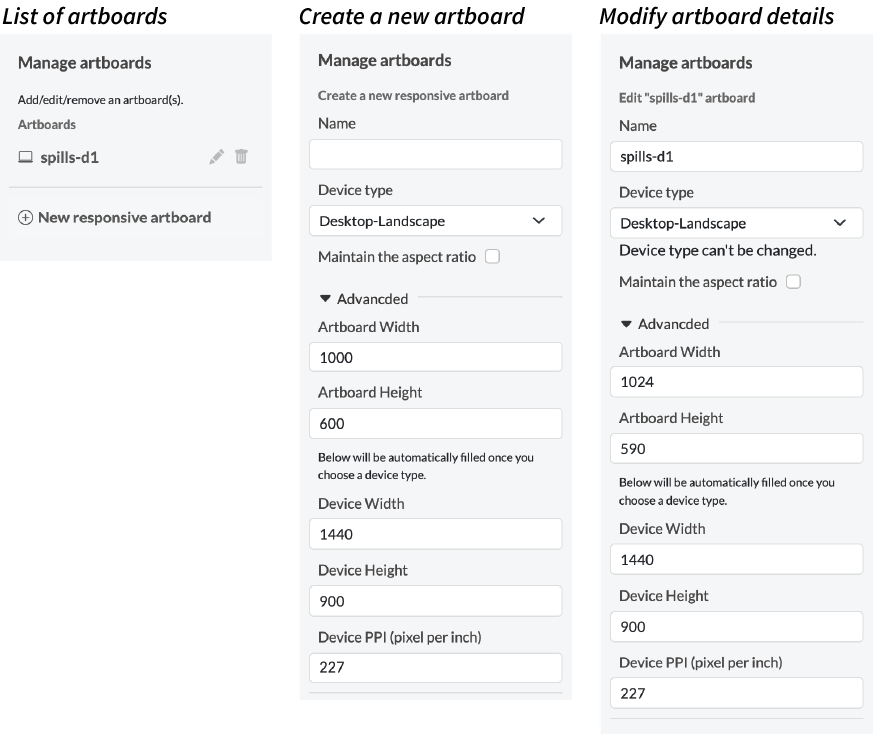 List of artboards
Manage artboards
Add/edit/remove an artboard(s).
Artboards
spills-d1
New responsive artboard
Create a new artboard
Manage artboards
Create a new responsive artboard
Name
Device type
Desktop-Landscape
Maintain the aspect ratio
Advancded
Artboard Width
1000
Artboard Height
600
Below will be automatically filled once you
choose a device type.
Device Width
1440
Device Height
900
Device PPI (pixel per inch)
227
Modify artboard details
Manage artboards
Edit "spills-d1" artboard
Name
spills-d1
Device type
Desktop-Landscape
Device type can't be changed.
Maintain the aspect ratio
Advancded
Artboard Width
1024
Artboard Height
590
Below will be automatically filled once you
choose a device type.
Device Width
1440
Device Height
900
Device PPI (pixel per inch)
227